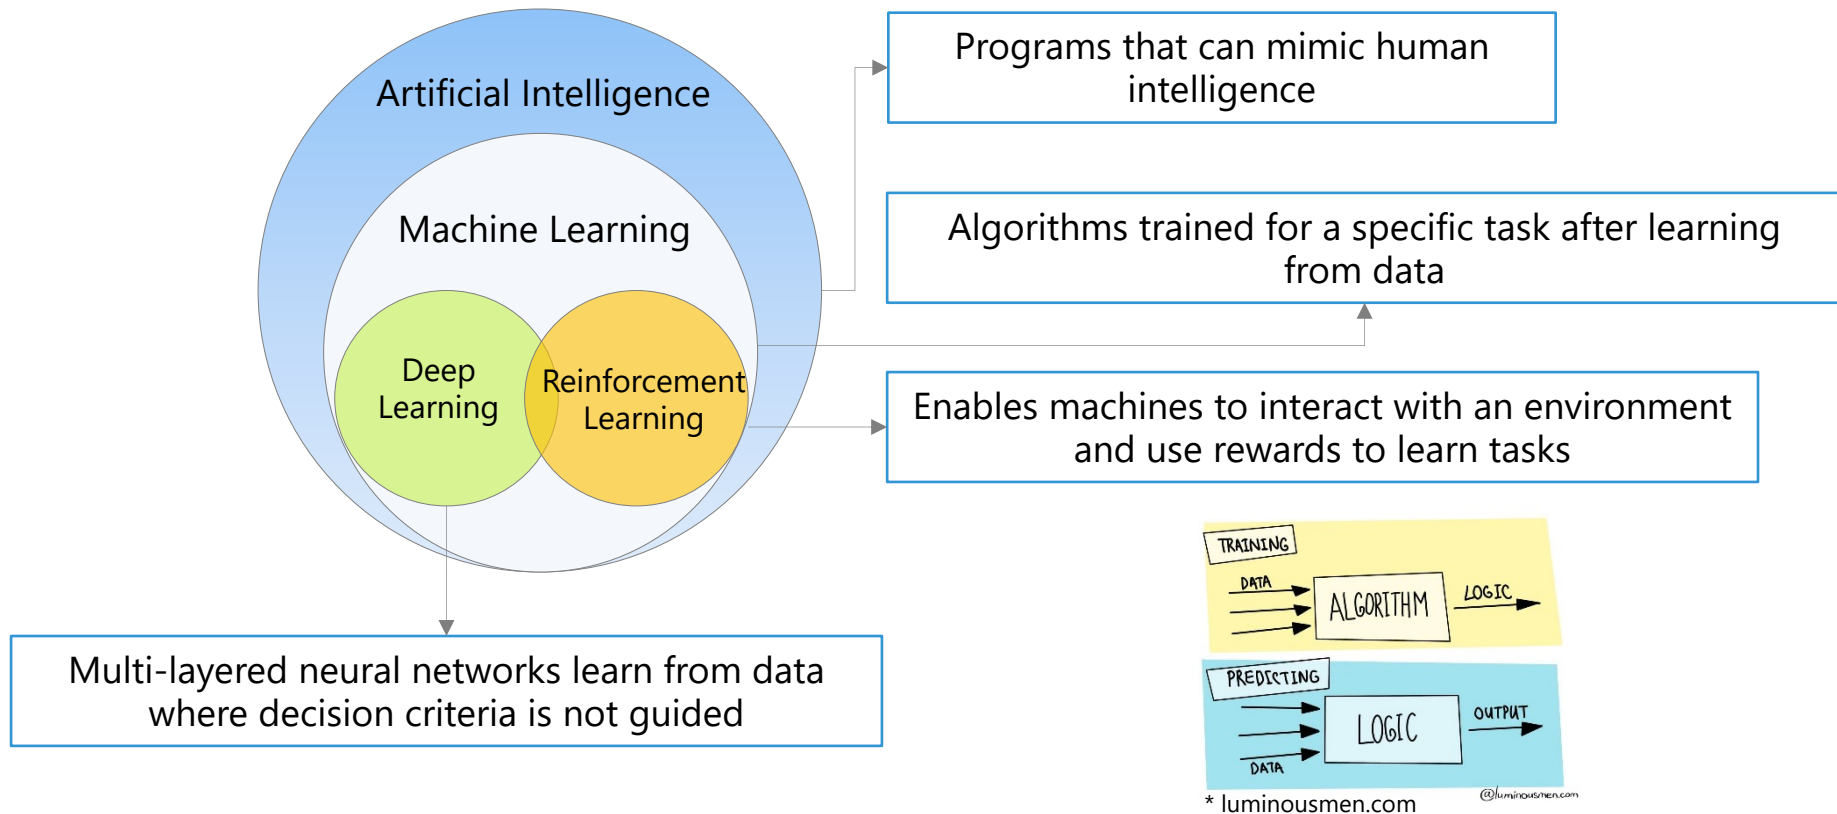 Artificial Intelligence
Programs that can mimic human
intelligence
Machine Learning
Algorithms trained for a specific task after learning
from data
Deep
Learning
Reinforcement
Learning
Enables machines to interact with an environment
and use rewards to learn tasks
Multi-layered neural networks learn from data
where decision criteria is not guided
TRAINING
DATA
ALGORITHM
LOGIC
PREDICTING
LOGIC
OUTPUT
DATA
@luminousmen.com
* luminousmen.com